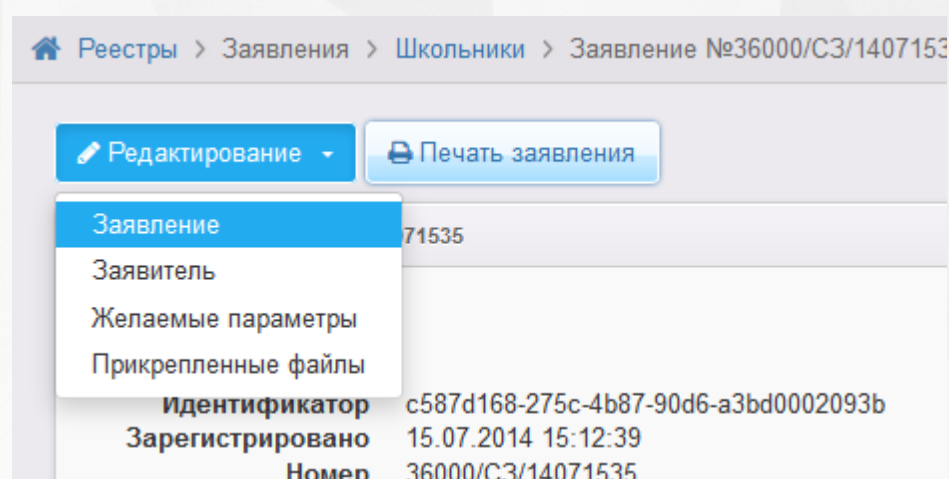 Реестры > Заявления > Школьники > Заявление №36000/СЗ/1407153
Редактирование Печать заявления
Заявление
71535
Заявитель
Желаемые параметры
Прикрепленные файлы
Идентификатор c587d168-275c-4b87-90d6-a3bd0002093b
Зарегистрировано 15.07.2014 15:12:39
Номер 36000/СЗ/14071535